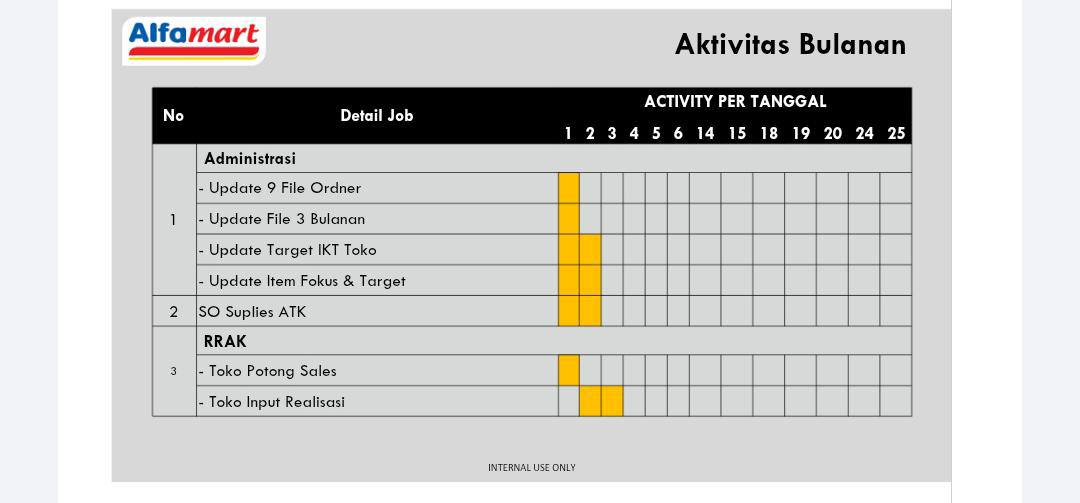 Alfamart
Aktivitas Bulanan
No Detail Job ACTIVITY PER TANGGAL
1 2 3 4 5 6 14 15 18 19 20 24 25
Administrasi
- Update 9 File Ordner
1 - Update File 3 Bulanan
- Update Target IKT Toko
- Update Item Fokus & Target
2 SO Suplies ATK
RRAK
3 - Toko Potong Sales
- Toko Input Realisasi
INTERNAL USE ONLY